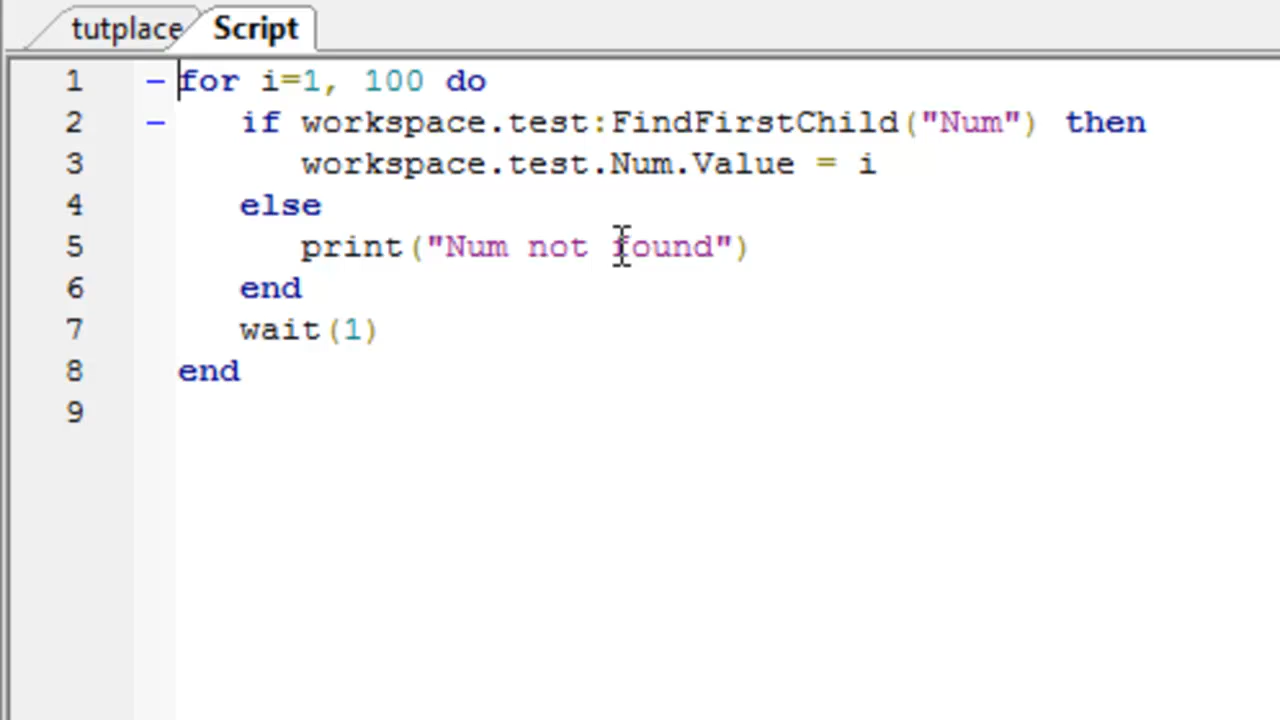 tutplace Script
1 for i=1, 100 do
2 if workspace.test:FindFirstChild("Num") then
3 workspace.test.Num.Value = i
4 else
5 print("Num not found")
6 end
7 wait(1)
8 end
9